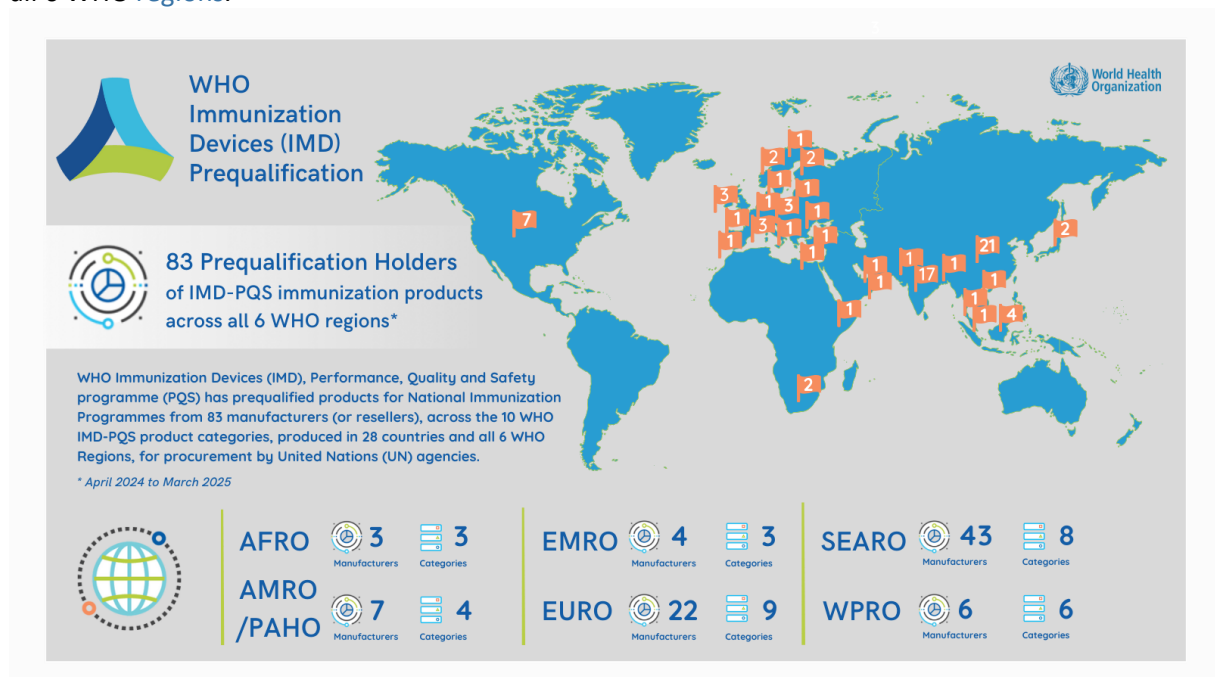 regions.
WHO
Immunization
Devices (IMD)
Prequalification
World Health
Organization
83 Prequalification Holders
of IMD-PQS immunization products
across all 6 WHO regions*
WHO Immunization Devices (IMD), Performance, Quality and Safety
programme (PQS) has prequalified products for National Immunization
Programmes from 83 manufacturers (or resellers), across the 10 WHO
IMD-PQS product categories, produced in 28 countries and all 6 WHO
Regions, for procurement by United Nations (UN) agencies.
* April 2024 to March 2025
1
2
2
1
1
3
1
3
1
1
3
1
1
1
1
7
2
21
1
1
1
17
1
1
1
1
1
4
1
2
AFRO 3 Manufacturers 3 Categories
AMRO
/PAHO 7 Manufacturers 4 Categories
EMRO 4 Manufacturers 3 Categories
EURO 22 Manufacturers 9 Categories
SEARO 43 Manufacturers 8 Categories
WPRO 6 Manufacturers 6 Categories